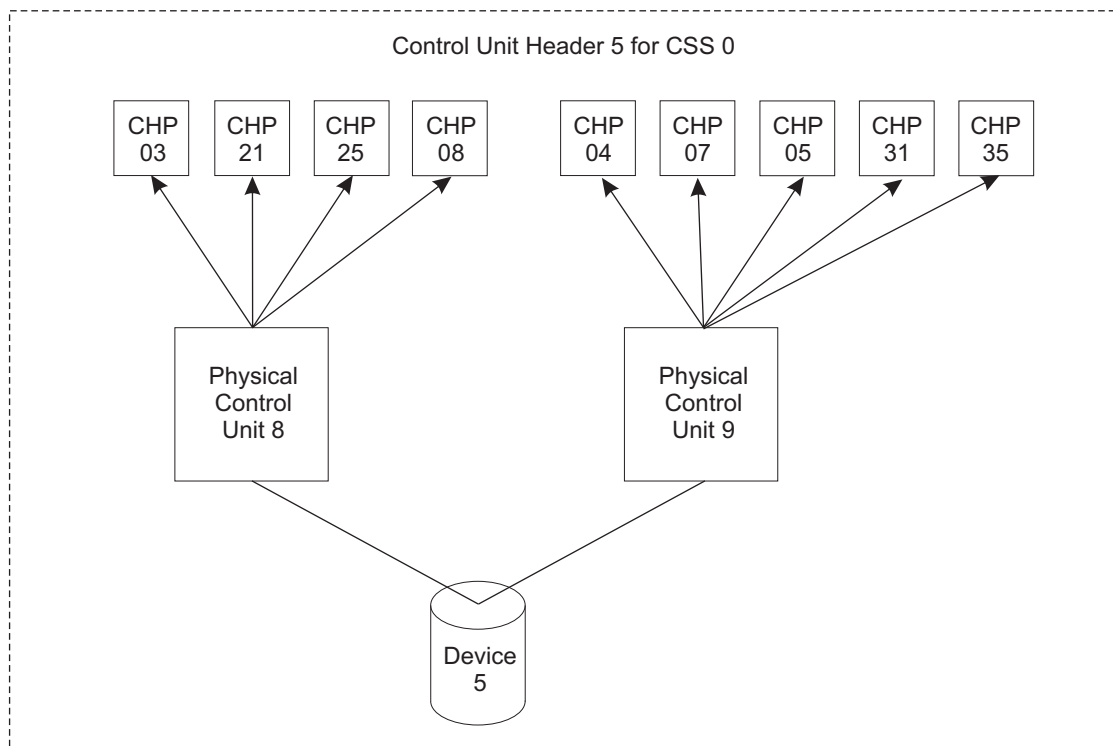 Control Unit Header 5 for CSS 0
CHP
03
CHP
21
CHP
25
CHP
08
CHP
04
CHP
07
CHP
05
CHP
31
CHP
35
Physical
Control
Unit 8
Physical
Control
Unit 9
Device
5